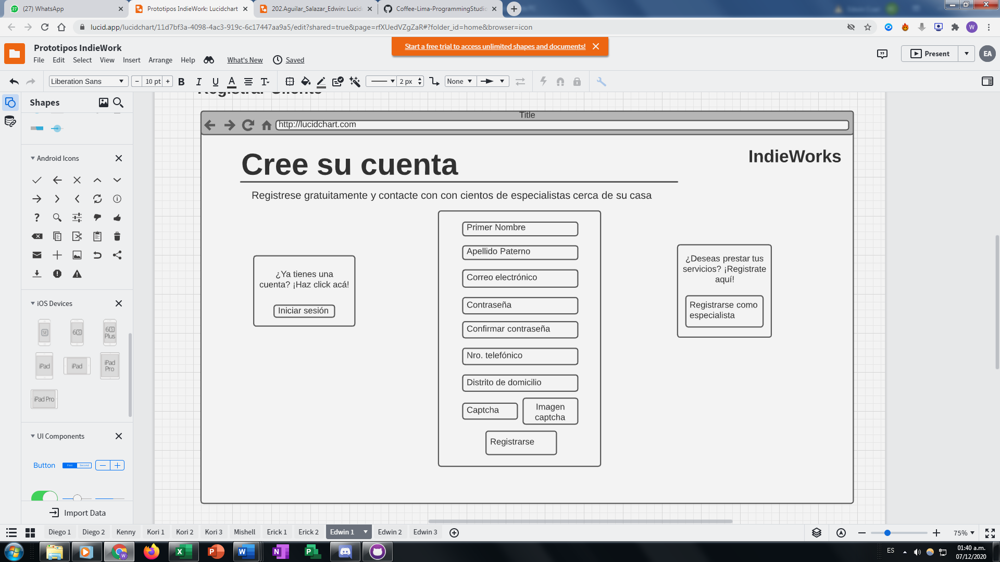 (27) WhatsApp
Prototipos IndieWork: Lucidchart
202.Aguilar_Salazar_Edwin: Lucid
Coffee-Lima-ProgrammingStudio
lucid.app/lucidchart/11d7bf3a-4098-4ac3-919c-6c17447aa9a5/edit?shared=true&page=rfXUedVZgZaR#?folder_id=home&browser=icon
W
Prototipos IndieWork
Start a free trial to access unlimited shapes and documents!
File Edit Select View Insert Arrange Help What's New Saved
Present
EA
Liberation Sans
10 pt
B I U A T
2 px
None
Shapes
Registrar Cliente
Title
http://lucidchart.com
Cree su cuenta
IndieWorks
Registrese gratuitamente y contacte con con cientos de especialistas cerca de su casa
Primer Nombre
Apellido Paterno
Correo electrónico
Contraseña
Confirmar contraseña
Nro. telefónico
Distrito de domicilio
Captcha
Imagen
captcha
Registrarse
¿Ya tienes una
cuenta? ¡Haz click acá!
Iniciar sesión
¿Deseas prestar tus
servicios? ¡Registrate
aquí!
Registrarse como
especialista
Android Icons
iOS Devices
SE
6S
6S
Plus
iPad
iPad
iPad
Pro
iPad Pro
UI Components
Button
First Second
Import Data
Diego 1 Diego 2 Kenny Kori 1 Kori 2 Kori 3 Mishell Erick 1 Erick 2 Edwin 1 Edwin 2 Edwin 3
75%
ES
01:40 a.m.
07/12/2020